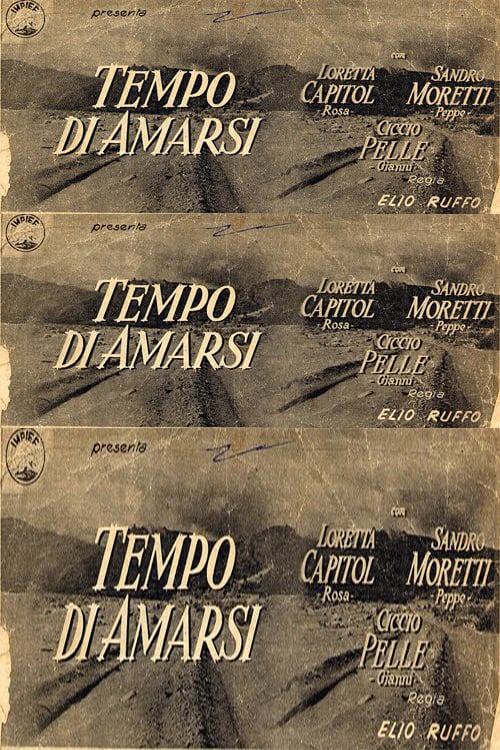 IMPIEF
presenta
TEMPO
DI AMARSI
con
LORETTA
CAPITOL
-Rosa-
SANDRO
MORETTI
-Peppe-
CICCIO
PELLE
-Gianni-
Regia
ELIO RUFFO
IMPIEF
presenta
TEMPO
DI AMARSI
con
LORETTA
CAPITOL
-Rosa-
SANDRO
MORETTI
-Peppe-
CICCIO
PELLE
-Gianni-
Regia
ELIO RUFFO
IMPIEF
presenta
TEMPO
DI AMARSI
con
LORETTA
CAPITOL
Rosa-
SANDRO
MORETTI
-Peppe-
CICCIO
PELLE
-Gianni-
Regia
ELIO RUFFO